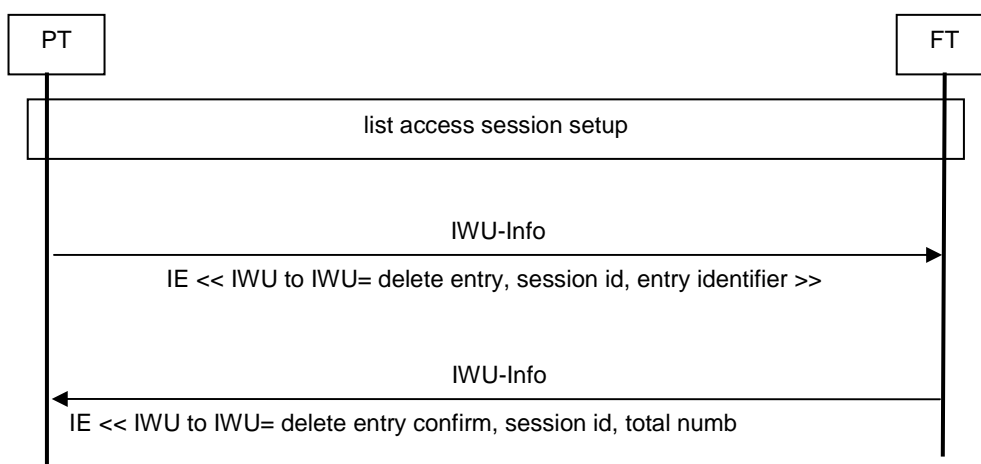 PT
FT
list access session setup
IWU-Info
IE << IWU to IWU= delete entry, session id, entry identifier >>
IWU-Info
IE << IWU to IWU= delete entry confirm, session id, total numb